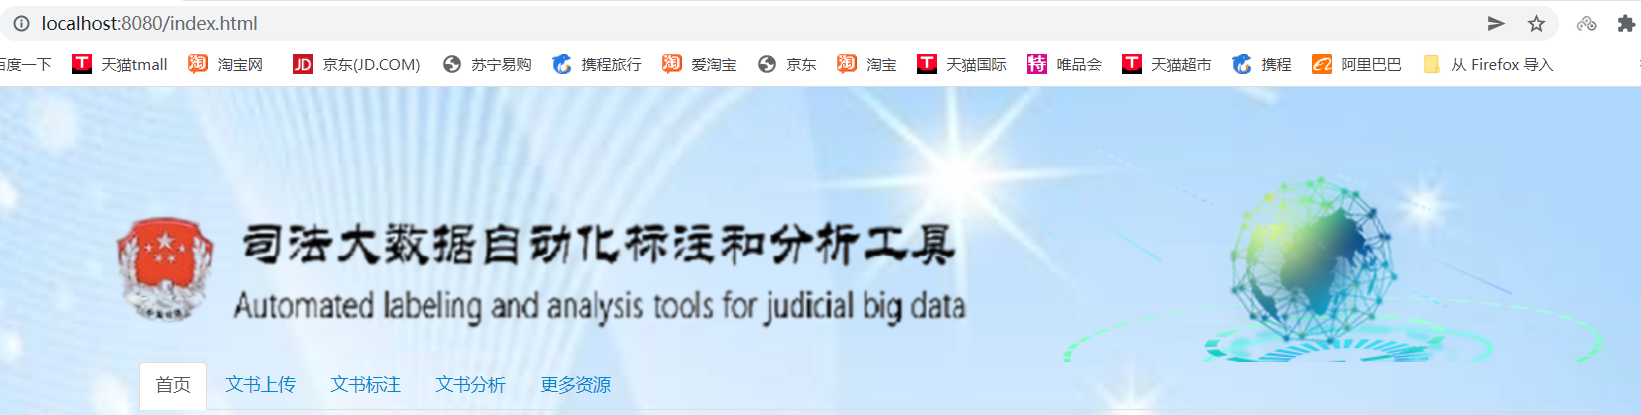 localhost:8080/index.html
百度一下 天猫tmall 淘宝网 京东(JD.COM) 苏宁易购 携程旅行 爱淘宝 京东 淘宝 天猫国际 唯品会 天猫超市 携程 阿里巴巴 从 Firefox 导入
司法大数据自动化标注和分析工具
Automated labeling and analysis tools for judicial big data
首页 文书上传 文书标注 文书分析 更多资源